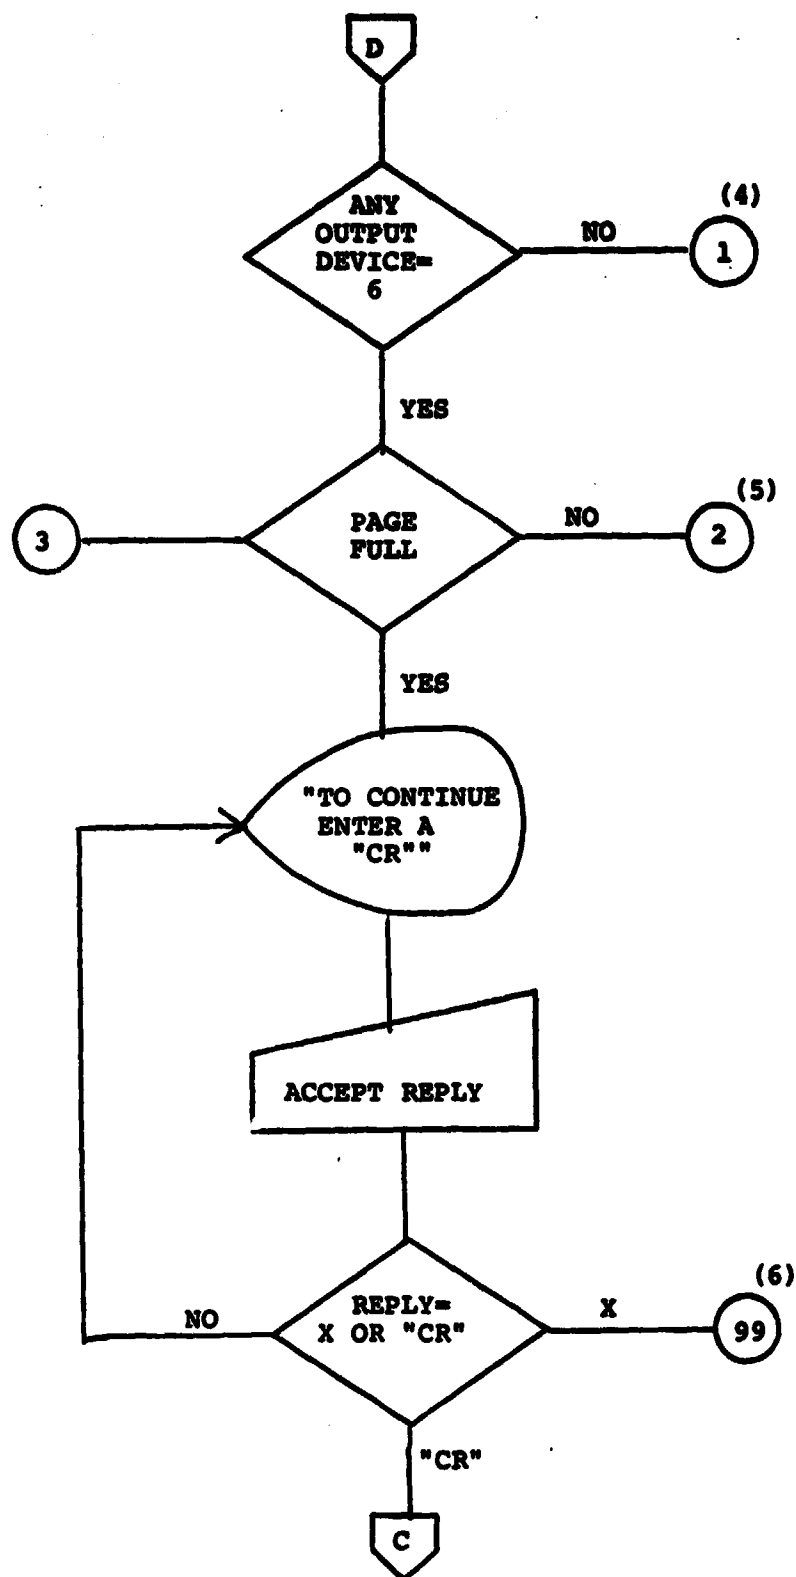 D
ANY
OUTPUT
DEVICE=
6
NO
(4)
1
YES
3
PAGE
FULL
NO
(5)
2
YES
"TO CONTINUE
ENTER A
"CR""
ACCEPT REPLY
REPLY=
X OR "CR"
NO
X
(6)
99
"CR"
C